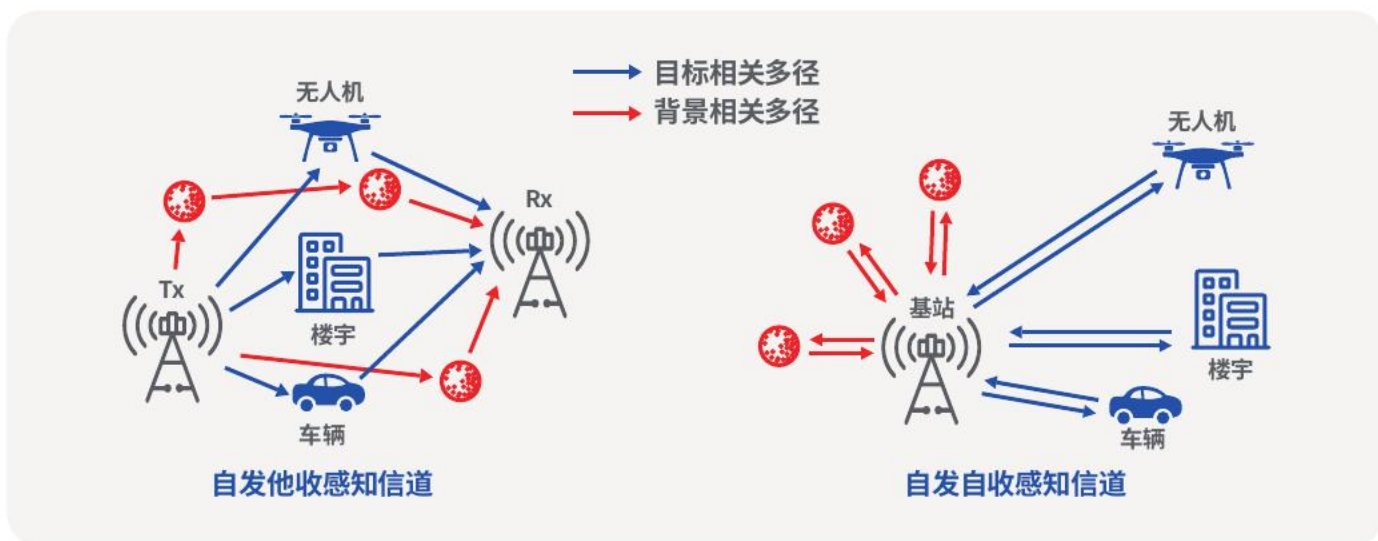 目标相关多径
背景相关多径
无人机
Rx
Tx
楼宇
车辆
自发他收感知信道
无人机
基站
楼宇
车辆
自发自收感知信道